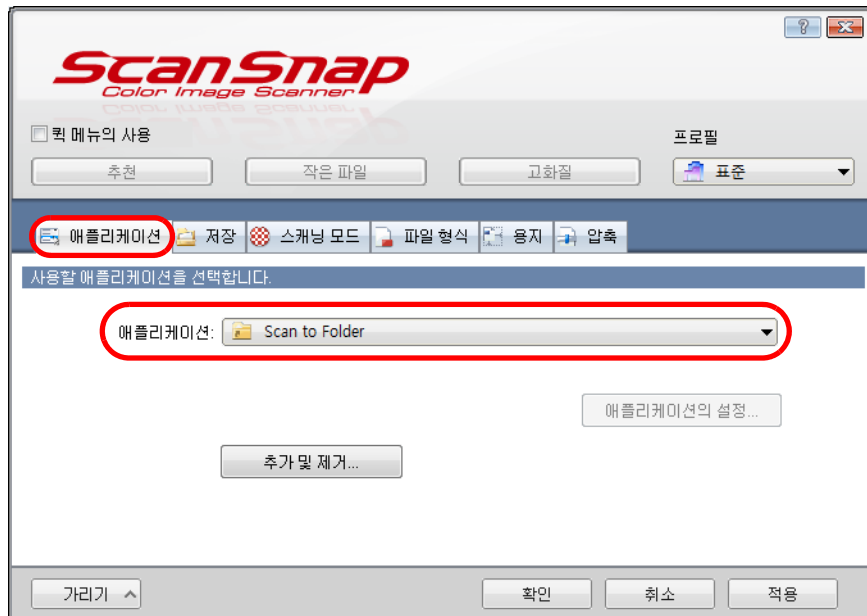 ScanSnap
Color Image Scanner
퀵 메뉴의 사용
프로필
추천 작은 파일 고화질 표준
애플리케이션 저장 스캐닝 모드 파일 형식 용지 압축
사용할 애플리케이션을 선택합니다.
애플리케이션: Scan to Folder
애플리케이션의 설정...
추가 및 제거...
가리기 확인 취소 적용